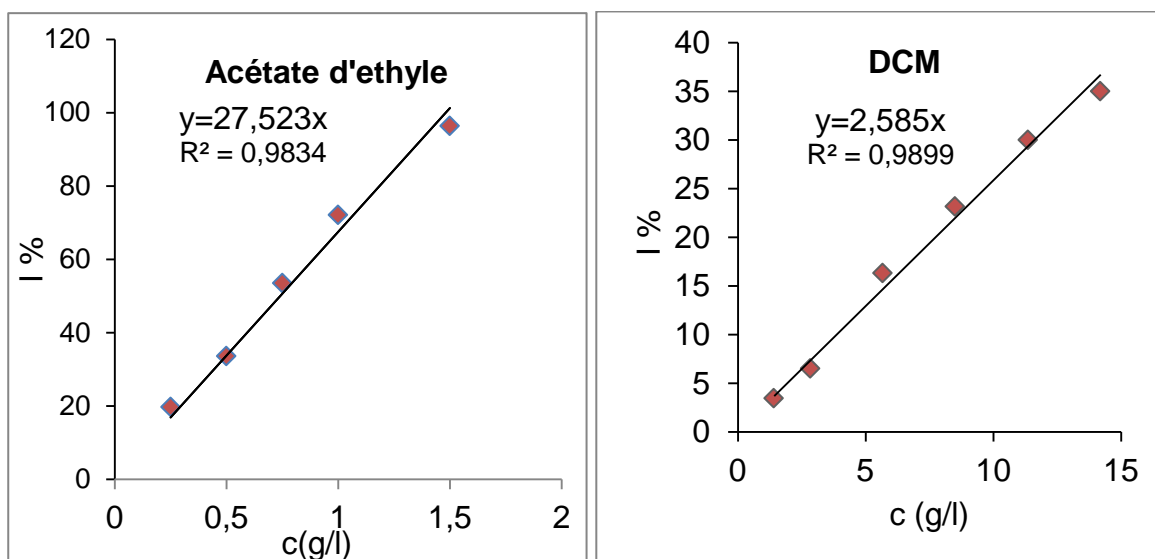 Acétate d'ethyle
y=27,523x
R² = 0,9834
I %
120
100
80
60
40
20
0
0 0,5 1 1,5 2
c(g/l)
DCM
y=2,585x
R² = 0,9899
I %
40
35
30
25
20
15
10
5
0
0 5 10 15
c (g/l)